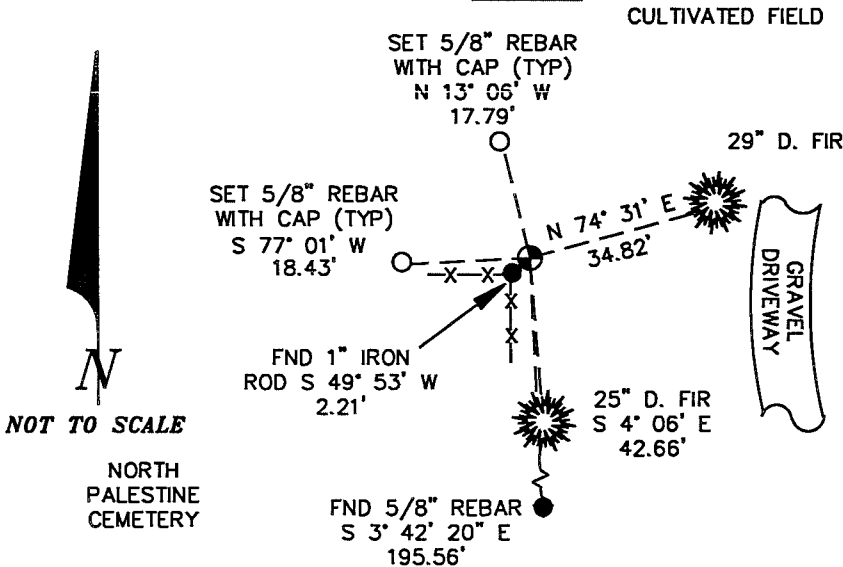 CULTIVATED FIELD
SET 5/8" REBAR
WITH CAP (TYP)
N 13° 06' W
17.79'
29" D. FIR
SET 5/8" REBAR
WITH CAP (TYP)
S 77° 01' W
18.43'
N 74° 31' E
34.82'
GRAVEL
DRIVEWAY
X X
X
X
FND 1" IRON
ROD S 49° 53' W
2.21'
N
NOT TO SCALE
25" D. FIR
S 4° 06' E
42.66'
NORTH
PALESTINE
CEMETERY
FND 5/8" REBAR
S 3° 42' 20" E
195.56'